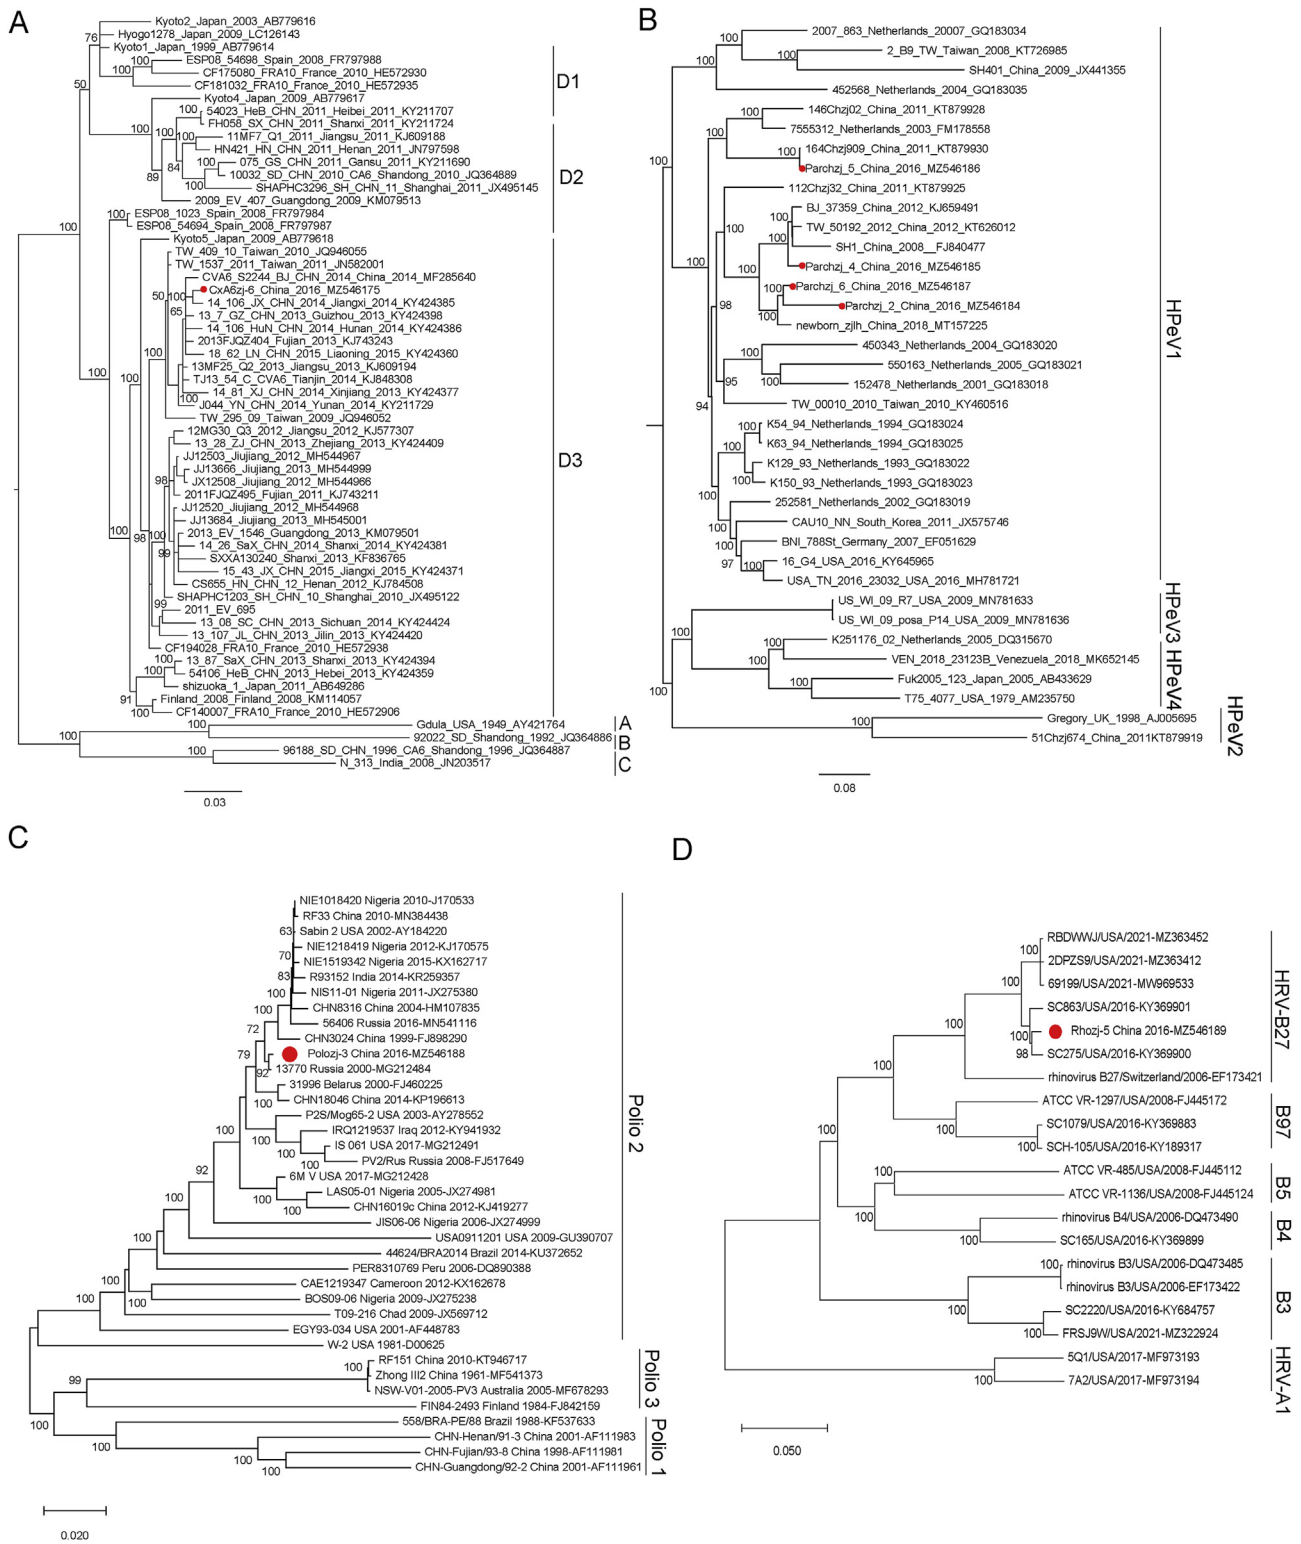 A
Kyoto2_Japan_2003_AB779616
Hyogo1278_Japan_2009_LC126143
Kyoto1_Japan_1999_AB779614
ESP08_54698_Spain_2008_FR797988
CF175080_FRA10_France_2010_HE572930
CF181032_FRA10_France_2010_HE572935
Kyoto4_Japan_2009_AB779617
54023_HeB_CHN_2011_Heibei_2011_KY211707
FH058_SX_CHN_2011_Shanxi_2011_KY211724
11MF7_Q1_2011_Jiangsu_2011_KJ609188
HN421_HN_CHN_2011_Henan_2011_JN797598
075_GS_CHN_2011_Gansu_2011_KY211690
10032_SD_CHN_2010_CA6_Shandong_2010_JQ364889
SHAPHC3296_SH_CHN_11_Shanghai_2011_JX495145
2009_EV_407_Guangdong_2009_KM079513
ESP08_1023_Spain_2008_FR797984
ESP08_54694_Spain_2008_FR797987
Kyoto5_Japan_2009_AB779618
TW_409_10_Taiwan_2010_JQ946055
TW_1537_2011_Taiwan_2011_JN582001
CVA6_S2244_BJ_CHN_2014_China_2014_MF285640
CxA6zj-6_China_2016_MZ546175
14_106_JX_CHN_2014_Jiangxi_2014_KY424385
13_7_GZ_CHN_2013_Guizhou_2013_KY424398
14_106_HuN_CHN_2014_Hunan_2014_KY424386
2013FJQZ404_Fujian_2013_KJ743243
18_62_LN_CHN_2015_Liaoning_2015_KY424360
13MF25_Q2_2013_Jiangsu_2013_KJ609194
TJ13_54_C_CVA6_Tianjin_2014_KJ848308
14_81_XJ_CHN_2014_Xinjiang_2013_KY424377
J044_YN_CHN_2014_Yunan_2014_KY211729
TW_295_09_Taiwan_2009_JQ946052
12MG30_Q3_2012_Jiangsu_2012_KJ577307
13_28_ZJ_CHN_2013_Zhejiang_2013_KY424409
JJ12503_Jiujiang_2012_MH544967
JJ13666_Jiujiang_2013_MH544999
JX12508_Jiujiang_2012_MH544966
2011FJQZ495_Fujian_2011_KJ743211
JJ12520_Jiujiang_2012_MH544968
JJ13684_Jiujiang_2013_MH545001
2013_EV_1546_Guangdong_2013_KM079501
14_26_SaX_CHN_2014_Shanxi_2014_KY424381
SXXA130240_Shanxi_2013_KF836765
15_43_JX_CHN_2015_Jiangxi_2015_KY424371
CS655_HN_CHN_12_Henan_2012_KJ784508
SHAPHC1203_SH_CHN_10_Shanghai_2010_JX495122
2011_EV_695
13_08_SC_CHN_2013_Sichuan_2014_KY424424
13_107_JL_CHN_2013_Jilin_2013_KY424420
CF194028_FRA10_France_2010_HE572938
13_87_SaX_CHN_2013_Shanxi_2013_KY424394
54106_HeB_CHN_2013_Hebei_2013_KY424359
shizuoka_1_Japan_2011_AB649286
Finland_2008_Finland_2008_KM114057
CF140007_FRA10_France_2010_HE572906
Gdula_USA_1949_AY421764
92022_SD_Shandong_1992_JQ364886
96188_SD_CHN_1996_CA6_Shandong_1996_JQ364887
N_313_India_2008_JN203517
D1
D2
D3
A
B
C
76
100
50
100
100
100
100
84
100
89
100
100
100
100
50
100
65
100
100
100
100
98
100
98
100
99
99
100
100
91
100
100
100
0.03
B
2007_863_Netherlands_20007_GQ183034
2_B9_TW_Taiwan_2008_KT726985
SH401_China_2009_JX441355
452568_Netherlands_2004_GQ183035
146Chzj02_China_2011_KT879928
7555312_Netherlands_2003_FM178558
164Chzj909_China_2011_KT879930
Parchzj_5_China_2016_MZ546186
112Chzj32_China_2011_KT879925
BJ_37359_China_2012_KJ659491
TW_50192_2012_China_2012_KT626012
SH1_China_2008__FJ840477
Parchzj_4_China_2016_MZ546185
Parchzj_6_China_2016_MZ546187
Parchzj_2_China_2016_MZ546184
newborn_zjlh_China_2018_MT157225
450343_Netherlands_2004_GQ183020
550163_Netherlands_2005_GQ183021
152478_Netherlands_2001_GQ183018
TW_00010_2010_Taiwan_2010_KY460516
K54_94_Netherlands_1994_GQ183024
K63_94_Netherlands_1994_GQ183025
K129_93_Netherlands_1993_GQ183022
K150_93_Netherlands_1993_GQ183023
252581_Netherlands_2002_GQ183019
CAU10_NN_South_Korea_2011_JX575746
BNI_788St_Germany_2007_EF051629
16_G4_USA_2016_KY645965
USA_TN_2016_23032_USA_2016_MH781721
US_WI_09_R7_USA_2009_MN781633
US_WI_09_posa_P14_USA_2009_MN781636
K251176_02_Netherlands_2005_DQ315670
VEN_2018_23123B_Venezuela_2018_MK652145
Fuk2005_123_Japan_2005_AB433629
T75_4077_USA_1979_AM235750
Gregory_UK_1998_AJ005695
51Chzj674_China_2011KT879919
HPeV1
HPeV3
HPeV4
HPeV2
100
100
100
100
100
100
100
100
100
100
100
100
98
100
100
95
94
100
100
100
100
100
97
100
100
100
100
100
100
0.08
C
NIE1018420 Nigeria 2010-J170533
RF33 China 2010-MN384438
Sabin 2 USA 2002-AY184220
NIE1218419 Nigeria 2012-KJ170575
NIE1519342 Nigeria 2015-KX162717
R93152 India 2014-KR259357
NIS11-01 Nigeria 2011-JX275380
CHN8316 China 2004-HM107835
56406 Russia 2016-MN541116
CHN3024 China 1999-FJ898290
Polozj-3 China 2016-MZ546188
13770 Russia 2000-MG212484
31996 Belarus 2000-FJ460225
CHN18046 China 2014-KP196613
P2S/Mog65-2 USA 2003-AY278552
IRQ1219537 Iraq 2012-KY941932
IS 061 USA 2017-MG212491
PV2/Rus Russia 2008-FJ517649
6M V USA 2017-MG212428
LAS05-01 Nigeria 2005-JX274981
CHN16019c China 2012-KJ419277
JIS06-06 Nigeria 2006-JX274999
USA0911201 USA 2009-GU390707
44624/BRA2014 Brazil 2014-KU372652
PER8310769 Peru 2006-DQ890388
CAE1219347 Cameroon 2012-KX162678
BOS09-06 Nigeria 2009-JX275238
T09-216 Chad 2009-JX569712
EGY93-034 USA 2001-AF448783
W-2 USA 1981-D00625
RF151 China 2010-KT946717
Zhong III2 China 1961-MF541373
NSW-V01-2005-PV3 Australia 2005-MF678293
FIN84-2493 Finland 1984-FJ842159
558/BRA-PE/88 Brazil 1988-KF537633
CHN-Henan/91-3 China 2001-AF111983
CHN-Fujian/93-8 China 1998-AF111981
CHN-Guangdong/92-2 China 2001-AF111961
Polio 2
Polio 3
Polio 1
63
70
83
100
100
72
79
92
100
100
100
100
100
92
100
100
100
100
100
100
100
100
99
100
100
100
100
100
0.020
D
RBDWWJ/USA/2021-MZ363452
2DPZS9/USA/2021-MZ363412
69199/USA/2021-MW969533
SC863/USA/2016-KY369901
Rhozj-5 China 2016-MZ546189
SC275/USA/2016-KY369900
rhinovirus B27/Switzerland/2006-EF173421
ATCC VR-1297/USA/2008-FJ445172
SC1079/USA/2016-KY369883
SCH-105/USA/2016-KY189317
ATCC VR-485/USA/2008-FJ445112
ATCC VR-1136/USA/2008-FJ445124
rhinovirus B4/USA/2006-DQ473490
SC165/USA/2016-KY369899
rhinovirus B3/USA/2006-DQ473485
rhinovirus B3/USA/2006-EF173422
SC2220/USA/2016-KY684757
FRSJ9W/USA/2021-MZ322924
5Q1/USA/2017-MF973193
7A2/USA/2017-MF973194
HRV-B27
B97
B5
B4
B3
HRV-A1
100
100
100
100
98
100
100
100
100
100
100
100
100
100
100
100
0.050